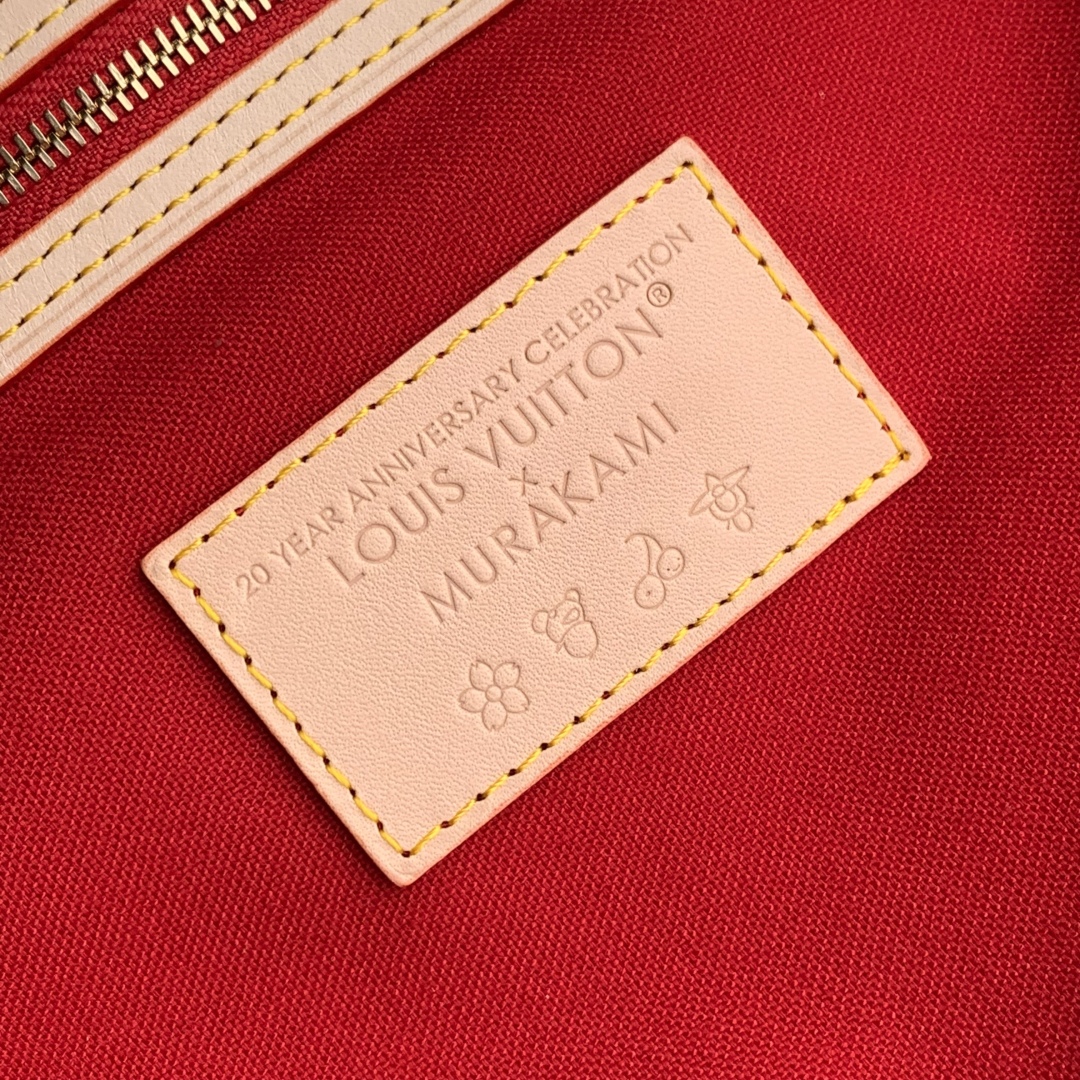 20 YEAR ANNIVERSARY CELEBRATION
LOUIS VUITTON®
×
MURAKAMI